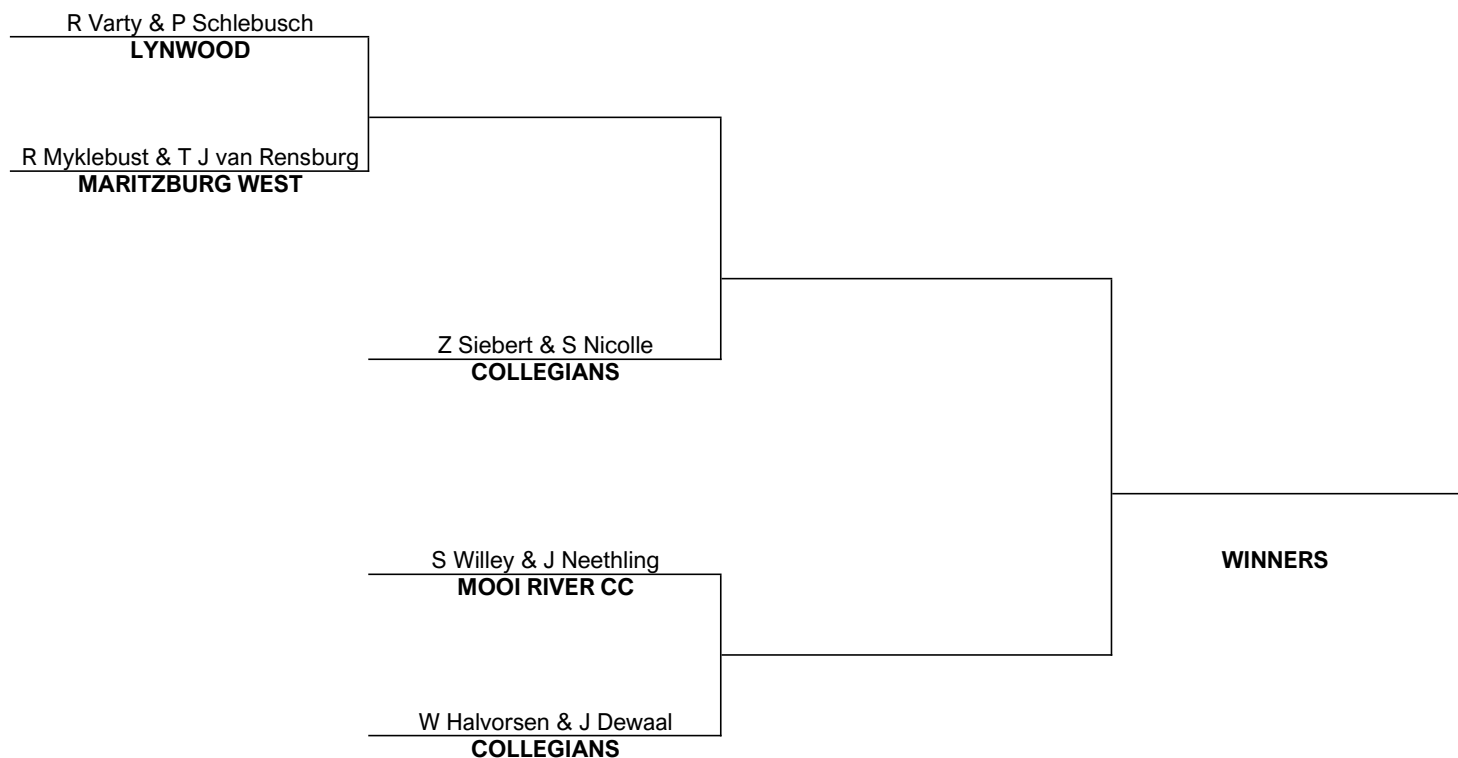 R Varty & P Schlebusch
LYNWOOD
R Myklebust & T J van Rensburg
MARITZBURG WEST
Z Siebert & S Nicolle
COLLEGIANS
S Willey & J Neethling
MOOI RIVER CC
WINNERS
W Halvorsen & J Dewaal
COLLEGIANS